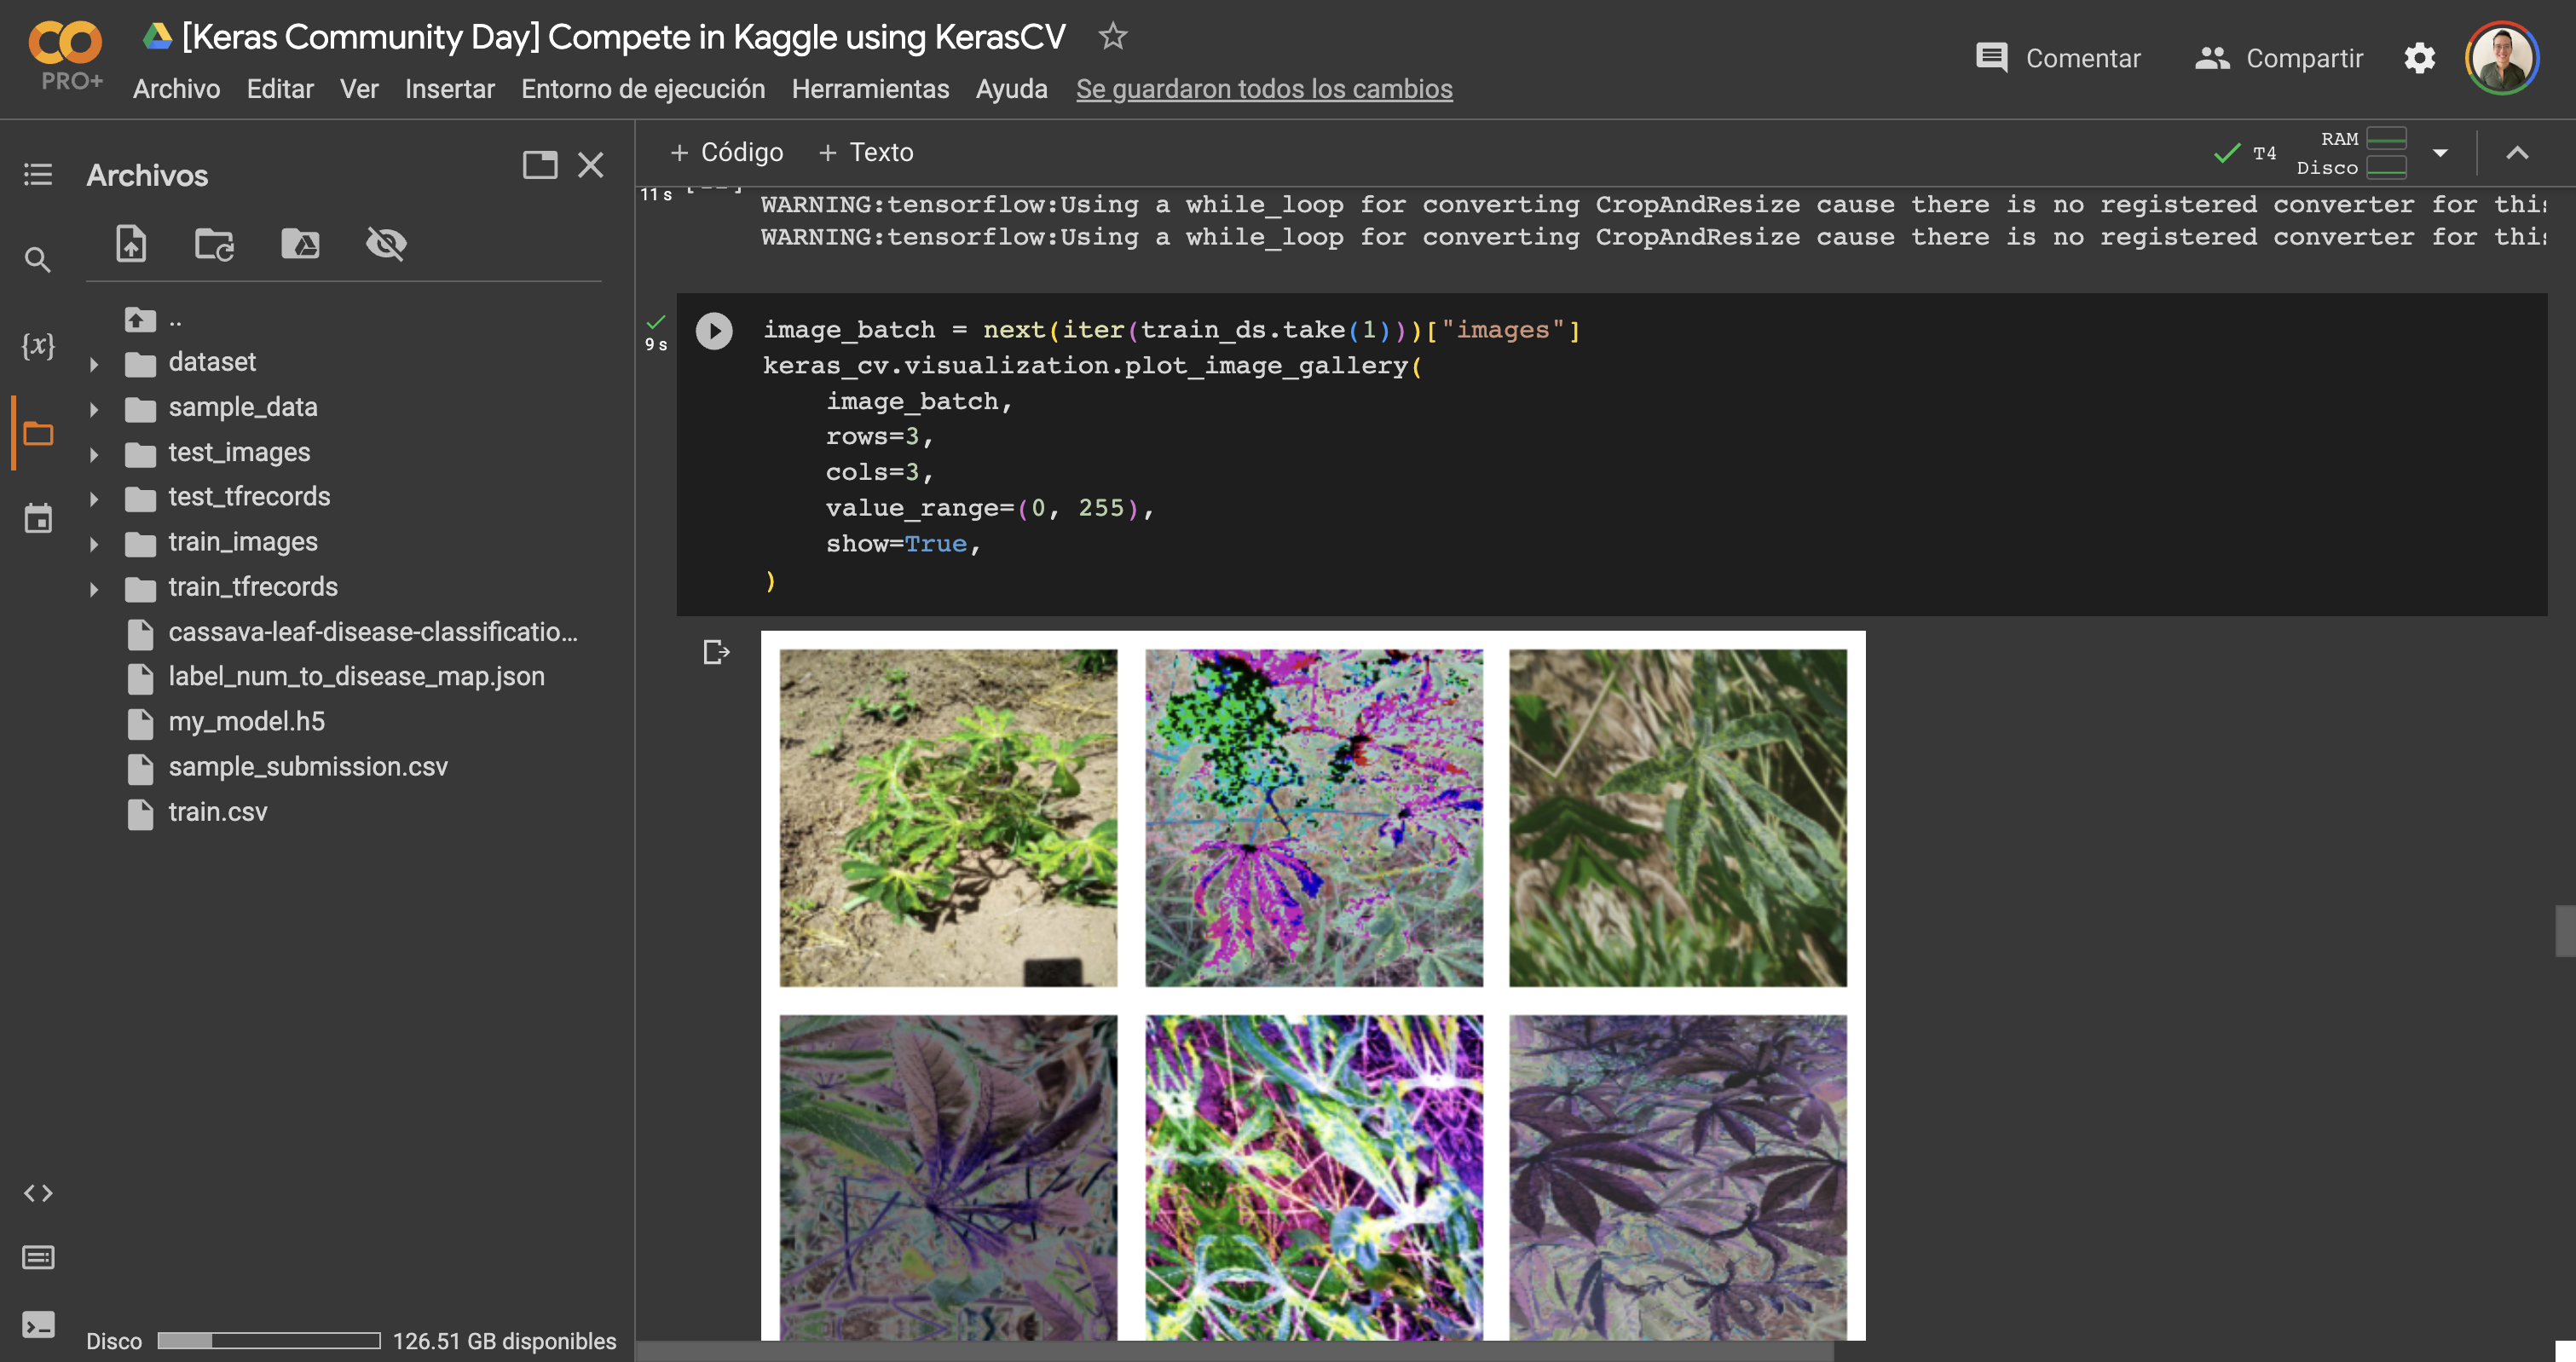 [Keras Community Day] Compete in Kaggle using KerasCV
PRO+
Archivo Editar Ver Insertar Entorno de ejecución Herramientas Ayuda Se guardaron todos los cambios
Comentar Compartir
Archivos
+ Código + Texto
T4 RAM
Disco
..
dataset
sample_data
test_images
test_tfrecords
train_images
train_tfrecords
cassava-leaf-disease-classificatio...
label_num_to_disease_map.json
my_model.h5
sample_submission.csv
train.csv
Disco 126.51 GB disponibles
11 s
WARNING:tensorflow:Using a while_loop for converting CropAndResize cause there is no registered converter for this
WARNING:tensorflow:Using a while_loop for converting CropAndResize cause there is no registered converter for this
9 s
image_batch = next(iter(train_ds.take(1)))["images"]
keras_cv.visualization.plot_image_gallery(
image_batch,
rows=3,
cols=3,
value_range=(0, 255),
show=True,
)